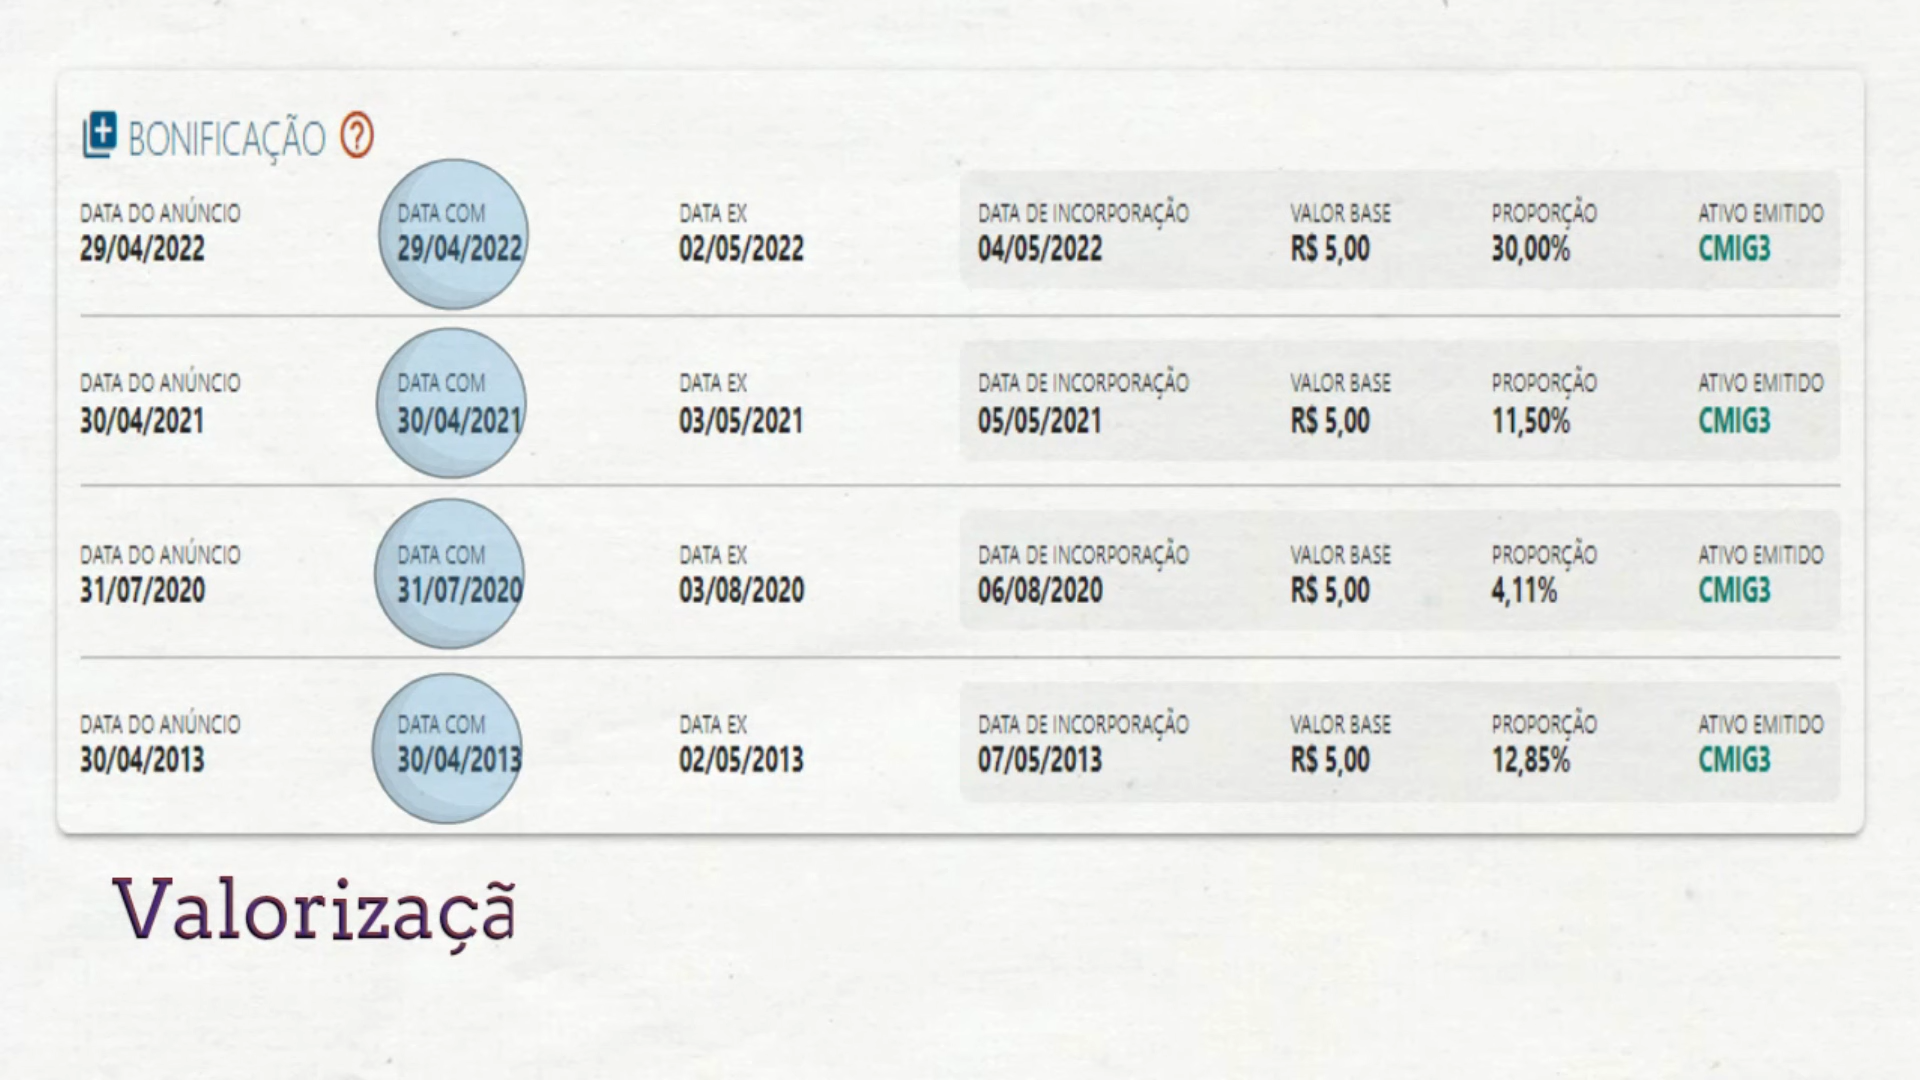 BONIFICAÇÃO
DATA DO ANÚNCIO DATA COM DATA EX DATA DE INCORPORAÇÃO VALOR BASE PROPORÇÃO ATIVO EMITIDO
29/04/2022 29/04/2022 02/05/2022 04/05/2022 R$ 5,00 30,00% CMIG3
DATA DO ANÚNCIO DATA COM DATA EX DATA DE INCORPORAÇÃO VALOR BASE PROPORÇÃO ATIVO EMITIDO
30/04/2021 30/04/2021 03/05/2021 05/05/2021 R$ 5,00 11,50% CMIG3
DATA DO ANÚNCIO DATA COM DATA EX DATA DE INCORPORAÇÃO VALOR BASE PROPORÇÃO ATIVO EMITIDO
31/07/2020 31/07/2020 03/08/2020 06/08/2020 R$ 5,00 4,11% CMIG3
DATA DO ANÚNCIO DATA COM DATA EX DATA DE INCORPORAÇÃO VALOR BASE PROPORÇÃO ATIVO EMITIDO
30/04/2013 30/04/2013 02/05/2013 07/05/2013 R$ 5,00 12,85% CMIG3
Valorizaçã